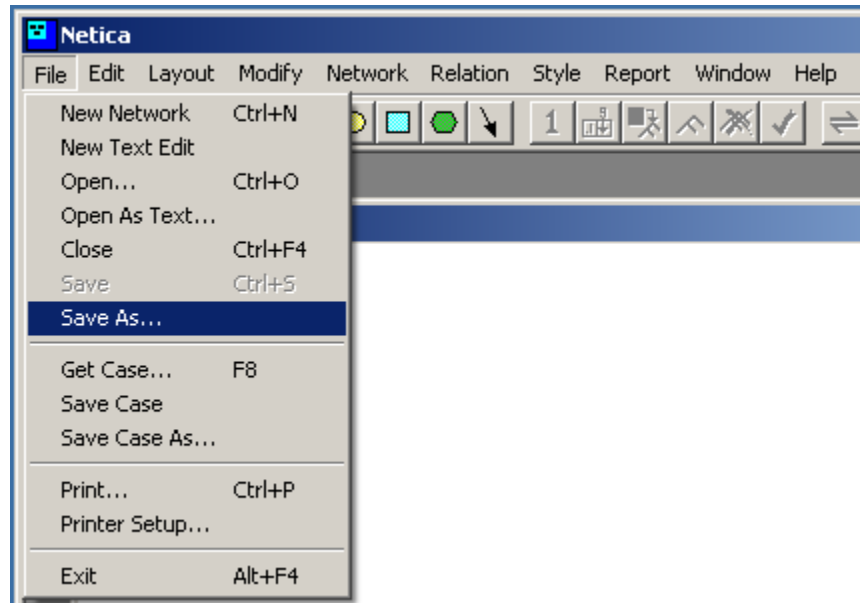 Netica
File Edit Layout Modify Network Relation Style Report Window Help
New Network Ctrl+N
New Text Edit
Open... Ctrl+O
Open As Text...
Close Ctrl+F4
Save Ctrl+S
Save As...
Get Case... F8
Save Case
Save Case As...
Print... Ctrl+P
Printer Setup...
Exit Alt+F4
1